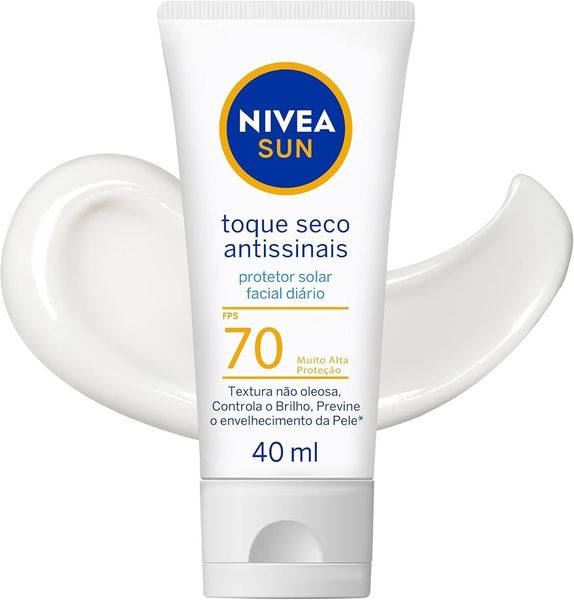 NIVEA
SUN
toque seco
antissinais
protetor solar
facial diário
FPS
70
Muito Alta
Proteção
Textura não oleosa,
Controla o Brilho, Previne
o envelhecimento da Pele*
40 ml